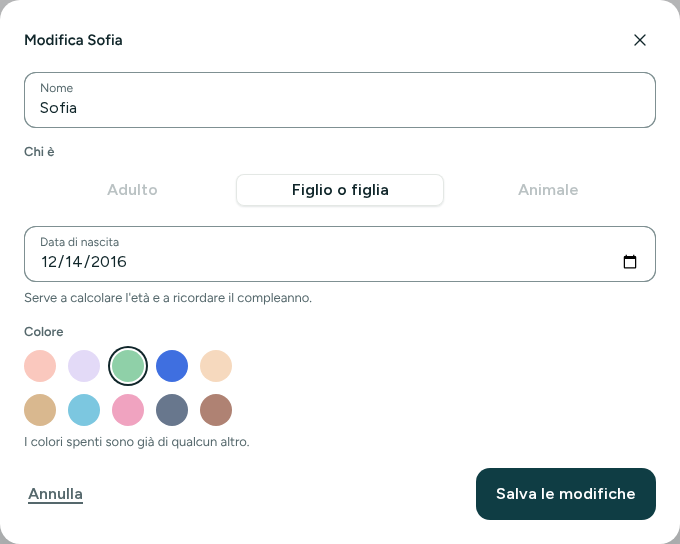 Modifica Sofia
Nome
Sofia
Chi è
Adulto Figlio o figlia Animale
Data di nascita
12/14/2016
Serve a calcolare l'età e a ricordare il compleanno.
Colore
I colori spenti sono già di qualcun altro.
Annulla Salva le modifiche